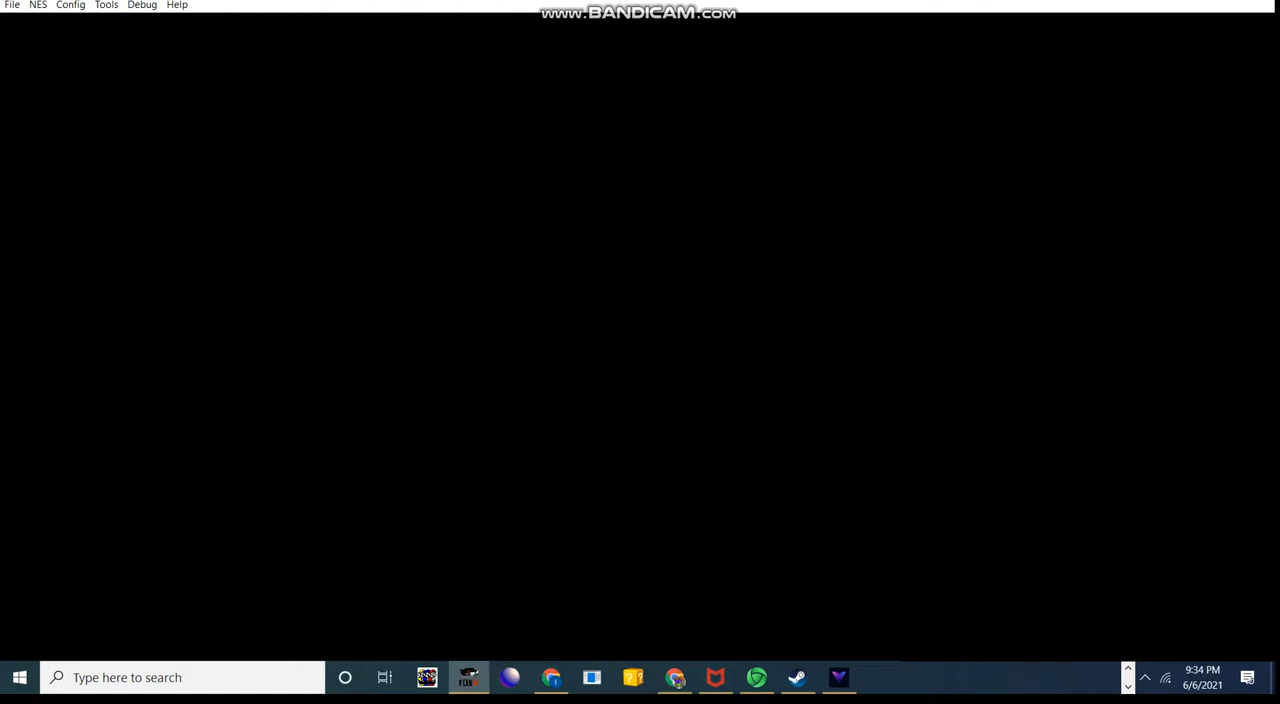 File NES Config Tools Debug Help
www.BANDICAM.com
Type here to search
9:34 PM
6/6/2021